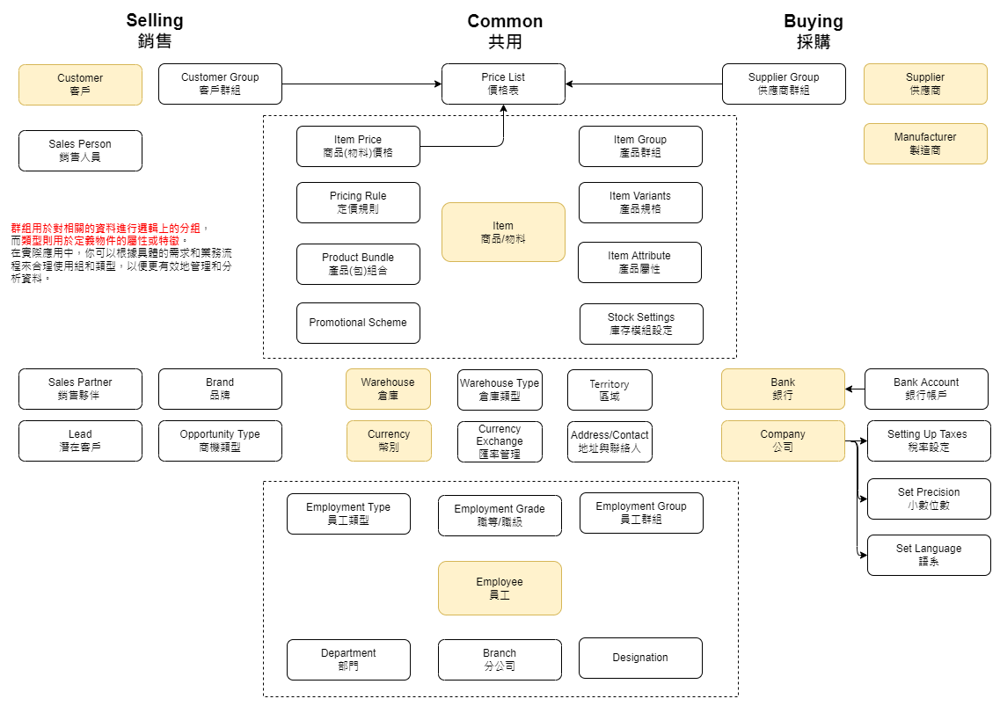 Selling
銷售
Common
共用
Buying
採購
Customer
客戶
Customer Group
客戶群組
Price List
價格表
Supplier Group
供應商群組
Supplier
供應商
Sales Person
銷售人員
Item Price
商品(物料)價格
Item Group
產品群組
Manufacturer
製造商
Pricing Rule
定價規則
Item
商品/物料
Item Variants
產品規格
群組用於對相關的資料進行邏輯上的分組，
而類型則用於定義物件的屬性或特徵。
在實際應用中，你可以根據具體的需求和業務流
程來合理使用組和類型，以便更有效地管理和分
析資料。
Product Bundle
產品(包)組合
Item Attribute
產品屬性
Promotional Scheme
Stock Settings
庫存模組設定
Sales Partner
銷售夥伴
Brand
品牌
Warehouse
倉庫
Warehouse Type
倉庫類型
Territory
區域
Bank
銀行
Bank Account
銀行帳戶
Lead
潛在客戶
Opportunity Type
商機類型
Currency
幣別
Currency
Exchange
匯率管理
Address/Contact
地址與聯絡人
Company
公司
Setting Up Taxes
稅率設定
Set Precision
小數位數
Set Language
語系
Employment Type
員工類型
Employment Grade
職等/職級
Employment Group
員工群組
Employee
員工
Department
部門
Branch
分公司
Designation